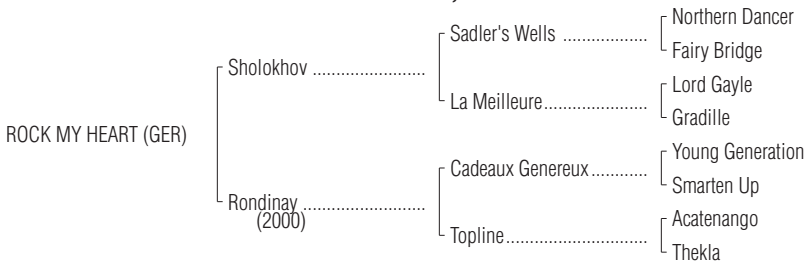 Northern Dancer
Sadler's Wells ..................
Fairy Bridge
Sholokhov ........................
Lord Gayle
La Meilleure......................
Gradille
ROCK MY HEART (GER)
Young Generation
Cadeaux Genereux............
Smarten Up
Rondinay ..........................
(2000)
Acatenango
Topline..............................
Thekla